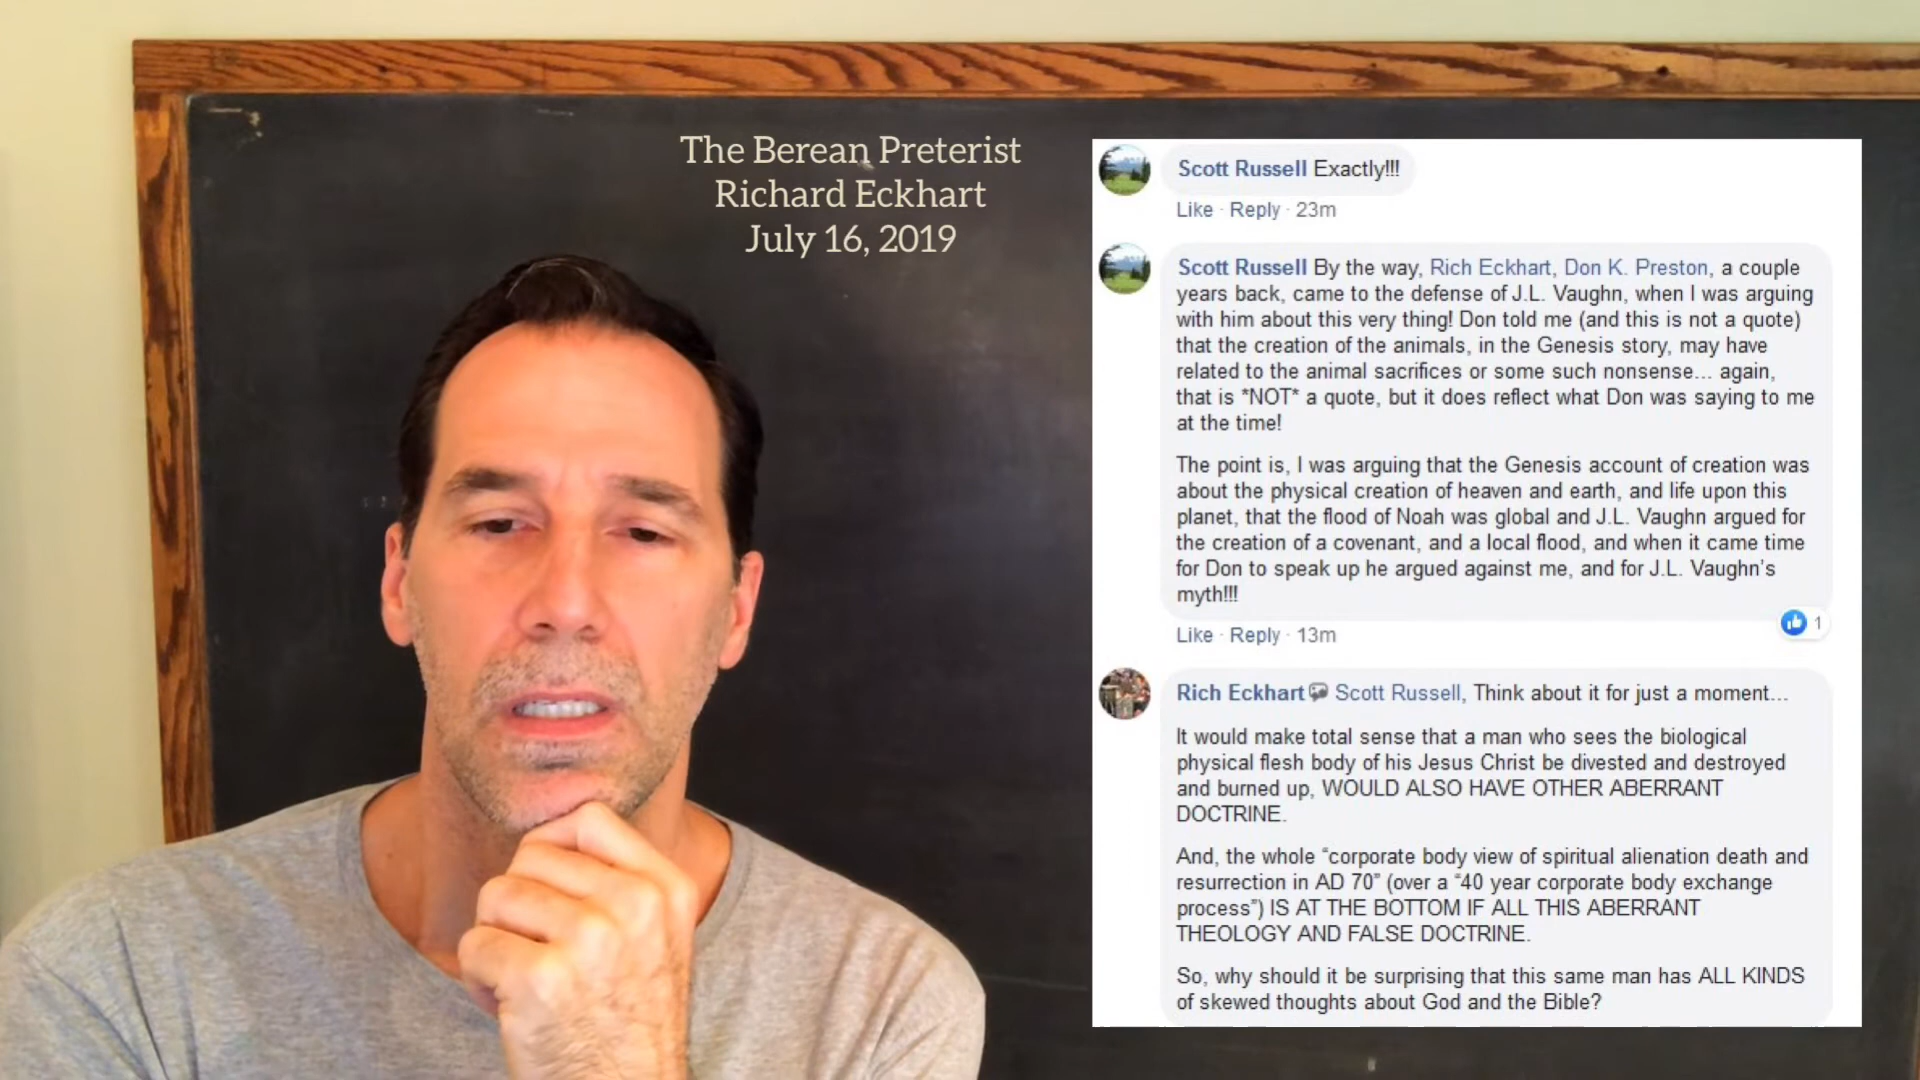 The Berean Preterist
Richard Eckhart
July 16, 2019
Scott Russell Exactly!!!
Like · Reply · 23m
Scott Russell By the way, Rich Eckhart, Don K. Preston, a couple
years back, came to the defense of J.L. Vaughn, when I was arguing
with him about this very thing! Don told me (and this is not a quote)
that the creation of the animals, in the Genesis story, may have
related to the animal sacrifices or some such nonsense... again,
that is *NOT* a quote, but it does reflect what Don was saying to me
at the time!
The point is, I was arguing that the Genesis account of creation was
about the physical creation of heaven and earth, and life upon this
planet, that the flood of Noah was global and J.L. Vaughn argued for
the creation of a covenant, and a local flood, and when it came time
for Don to speak up he argued against me, and for J.L. Vaughn's
myth!!!
1
Like · Reply · 13m
Rich Eckhart Scott Russell, Think about it for just a moment...
It would make total sense that a man who sees the biological
physical flesh body of his Jesus Christ be divested and destroyed
and burned up, WOULD ALSO HAVE OTHER ABERRANT
DOCTRINE.
And, the whole “corporate body view of spiritual alienation death and
resurrection in AD 70” (over a “40 year corporate body exchange
process”) IS AT THE BOTTOM IF ALL THIS ABERRANT
THEOLOGY AND FALSE DOCTRINE.
So, why should it be surprising that this same man has ALL KINDS
of skewed thoughts about God and the Bible?